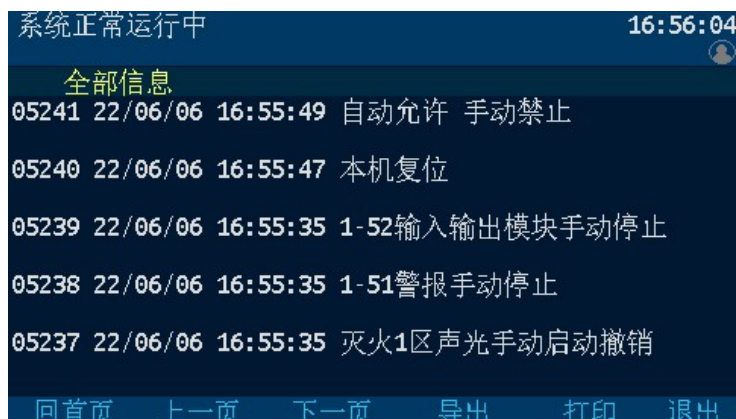 系统正常运行中 16:56:04
全部信息
05241 22/06/06 16:55:49 自动允许 手动禁止
05240 22/06/06 16:55:47 本机复位
05239 22/06/06 16:55:35 1-52输入输出模块手动停止
05238 22/06/06 16:55:35 1-51警报手动停止
05237 22/06/06 16:55:35 灭火1区声光手动启动撤销
回首页 上一页 下一页 导出 打印 退出